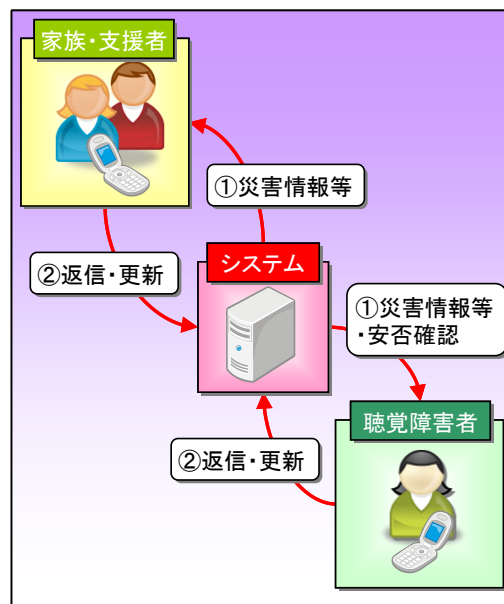 家族・支援者
①災害情報等
②返信・更新
システム
①災害情報等
・安否確認
聴覚障害者
②返信・更新